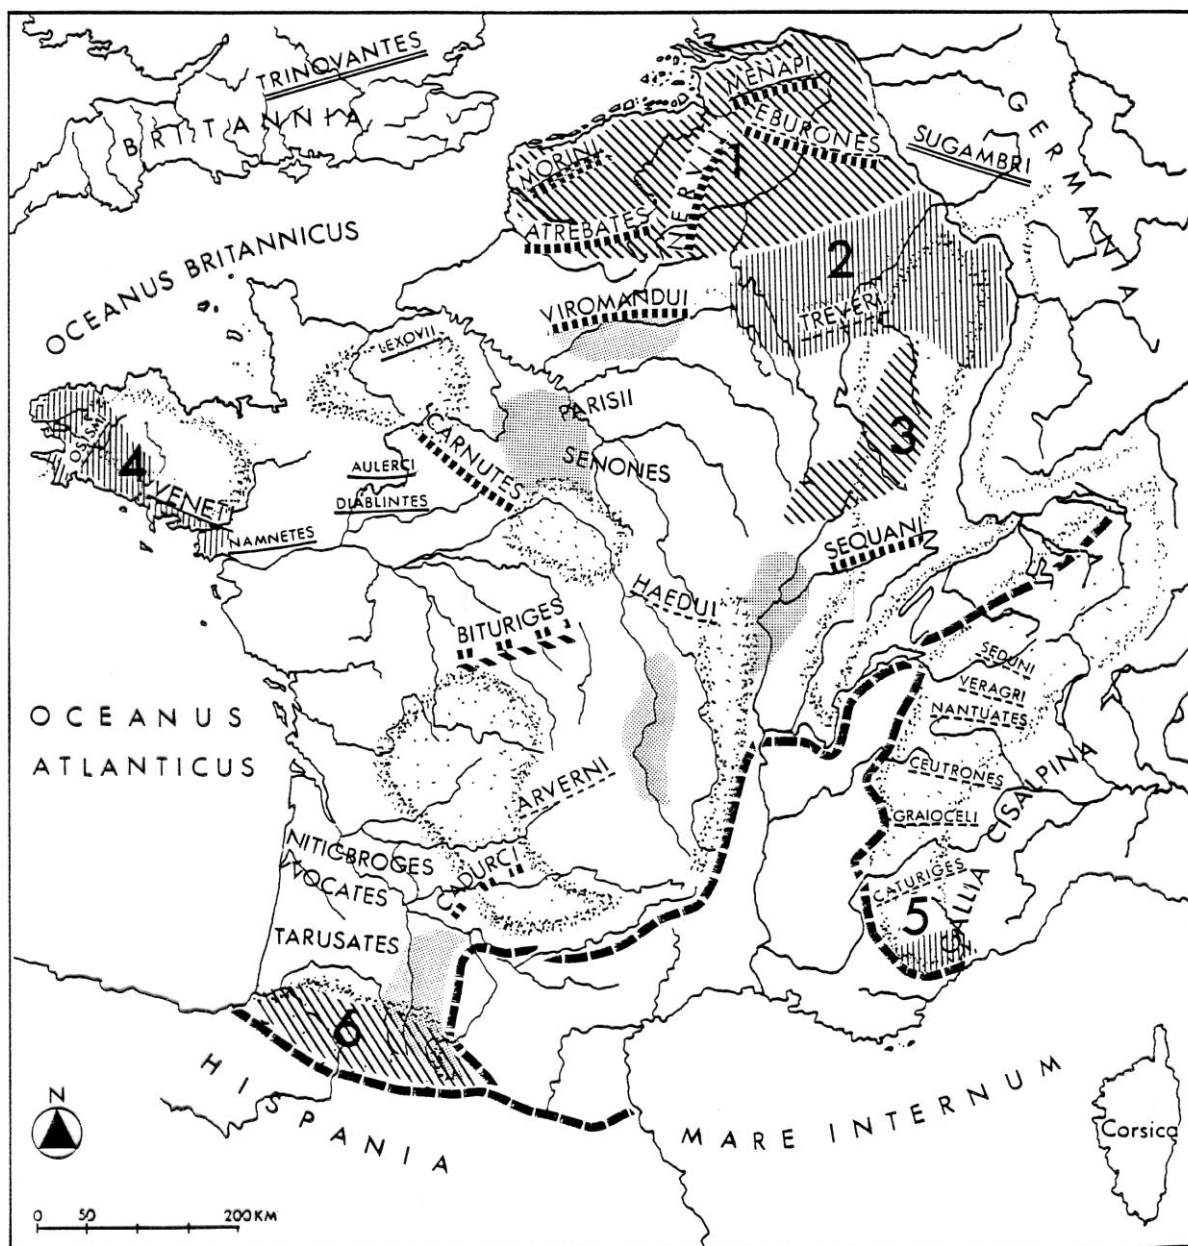 TRINOVANTES
BRITANNIA
MENAPI
EBURONES
SUGAMBRI
GERMANIA
MORINI
NERVII
1
ATREBATES
OCEANUS BRITANNICUS
2
VIROMANDUI
TREVERI
LEXOVII
PARISII
CARNUTES
3
OSISMI
4
SENONES
AULERCI
VENETI
DIABLINTES
NAMNETES
SEQUANI
HAEDUI
BITURIGES
SEDUNI
VERAGRI
NANTUATES
OCEANUS
ATLANTICUS
ARVERNI
CEUTRONES
GRAIOCELI
GALLIA CISALPINA
NITIOBROGES
CADURCI
VOCATES
CATURIGES
5
TARUSATES
6
HISPANIA
MARE INTERNUM
N
Corsica
0 50 200 KM